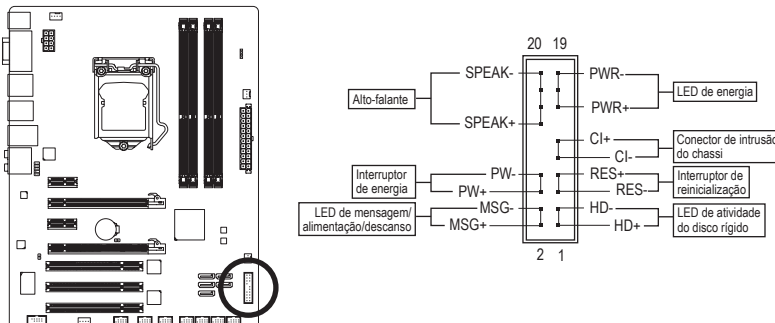 20 19
SPEAK-
SPEAK+
Alto-falante
PWR-
PWR+
LED de energia
CI+
CI-
Conector de intrusão
do chassi
PW-
PW+
Interruptor
de energia
RES+
RES-
Interruptor de
reinicialização
MSG-
MSG+
LED de mensagem/
alimentação/descanso
HD-
HD+
LED de atividade
do disco rígido
2 1